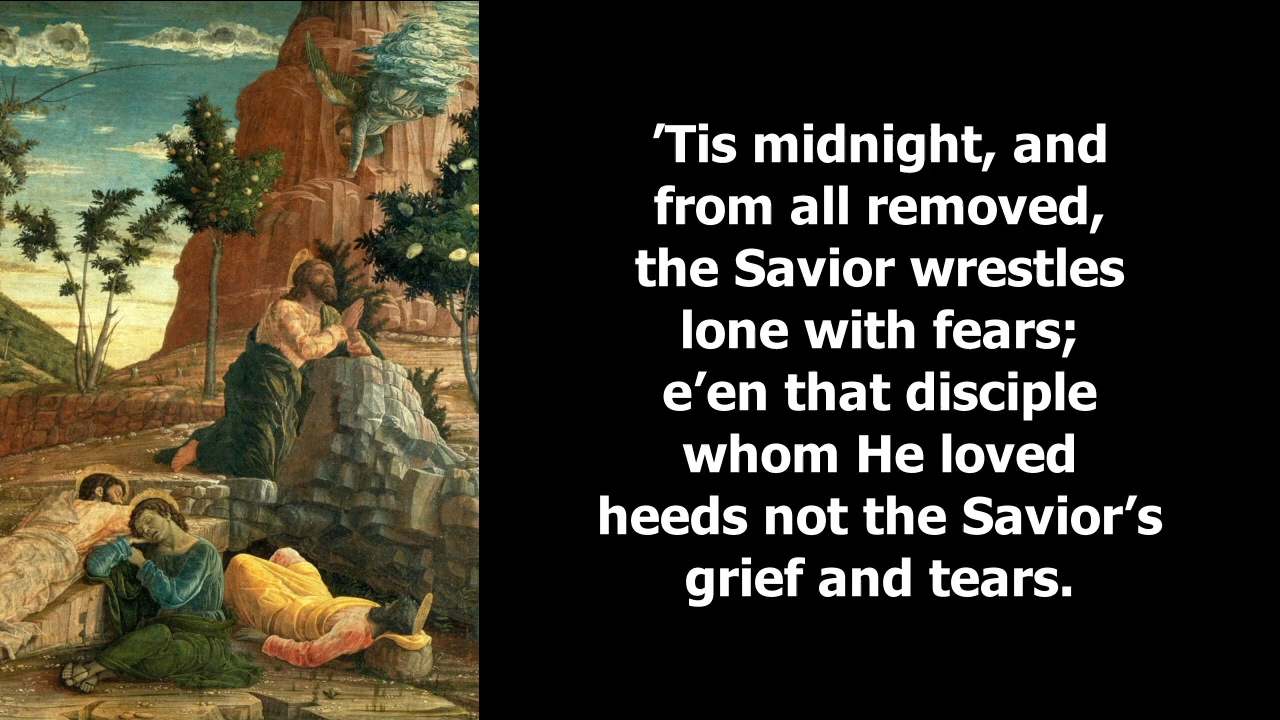 ’Tis midnight, and
from all removed,
the Savior wrestles
lone with fears;
e’en that disciple
whom He loved
heeds not the Savior’s
grief and tears.